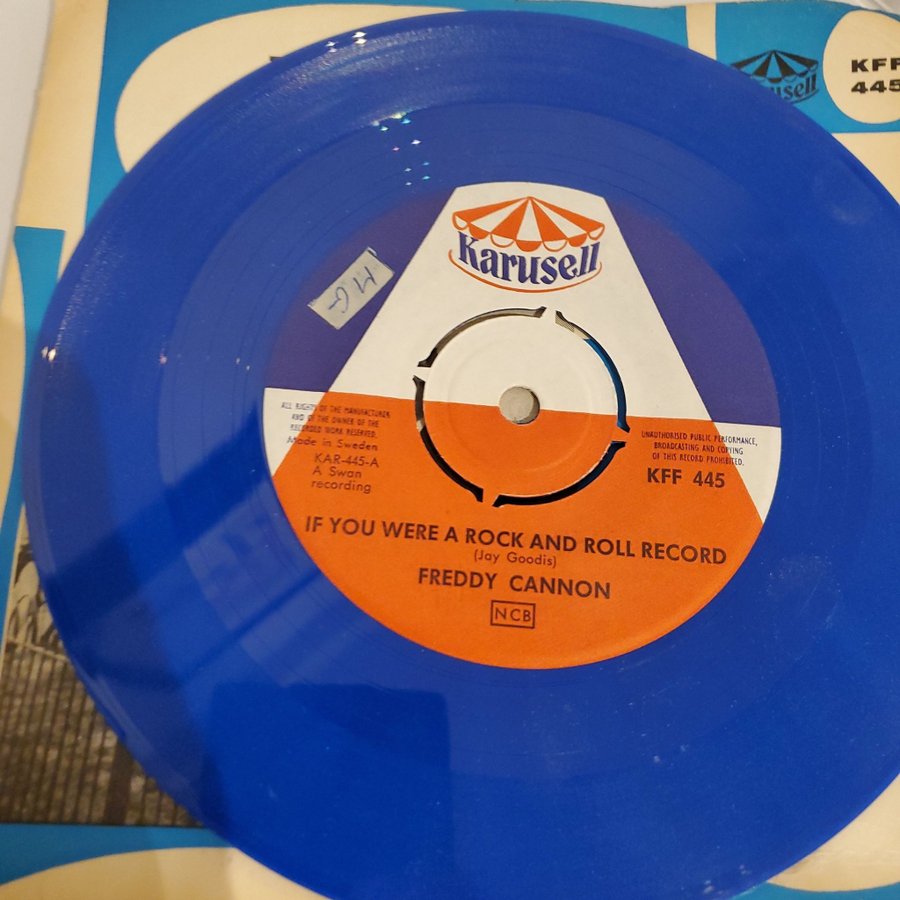 Karusell
KFF
445
Karusell
M G
ALL RIGHTS OF THE MANUFACTURER
AND OF THE OWNER OF THE
RECORDED WORK RESERVED.
Made in Sweden
KAR-445-A
A Swan
recording
UNAUTHORISED PUBLIC PERFORMANCE,
BROADCASTING AND COPYING
OF THIS RECORD PROHIBITED.
KFF 445
IF YOU WERE A ROCK AND ROLL RECORD
(Jay Goodis)
FREDDY CANNON
NCB